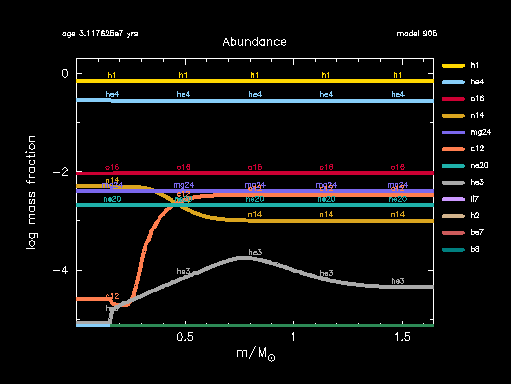 age 3.117625e7 yrs
model 906
Abundance
log mass fraction
0
−2
−4
0.5
1
1.5
m/M⊙
h1 h1 h1 h1
he4 he4 he4 he4
o16 o16 o16 o16 o16
n14
mg24 mg24 mg24 mg24
c12
ne20 ne20 ne20 ne20 ne20
n14 n14 n14
he3 he3 he3 he3
c12
h1
he4
o16
n14
mg24
c12
ne20
he3
li7
h2
be7
b8